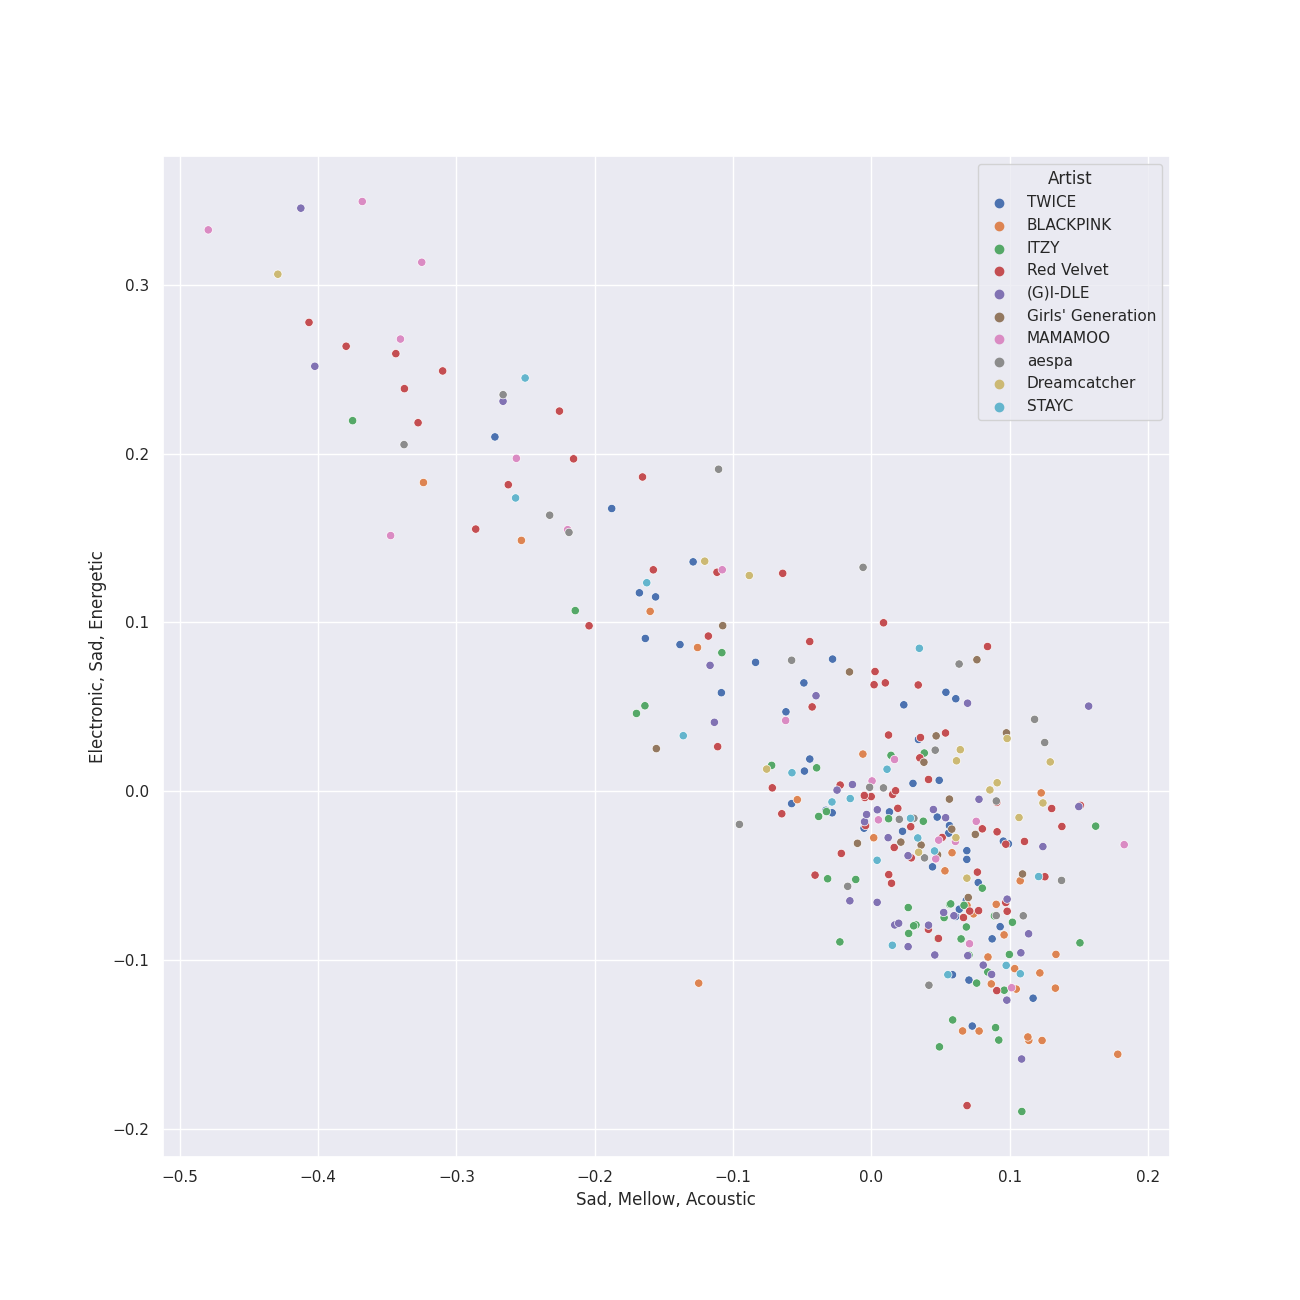 Artist
TWICE
BLACKPINK
ITZY
Red Velvet
(G)I-DLE
Girls' Generation
MAMAMOO
aespa
Dreamcatcher
STAYC
Electronic, Sad, Energetic
0.3
0.2
0.1
0.0
−0.1
−0.2
−0.5 −0.4 −0.3 −0.2 −0.1 0.0 0.1 0.2
Sad, Mellow, Acoustic